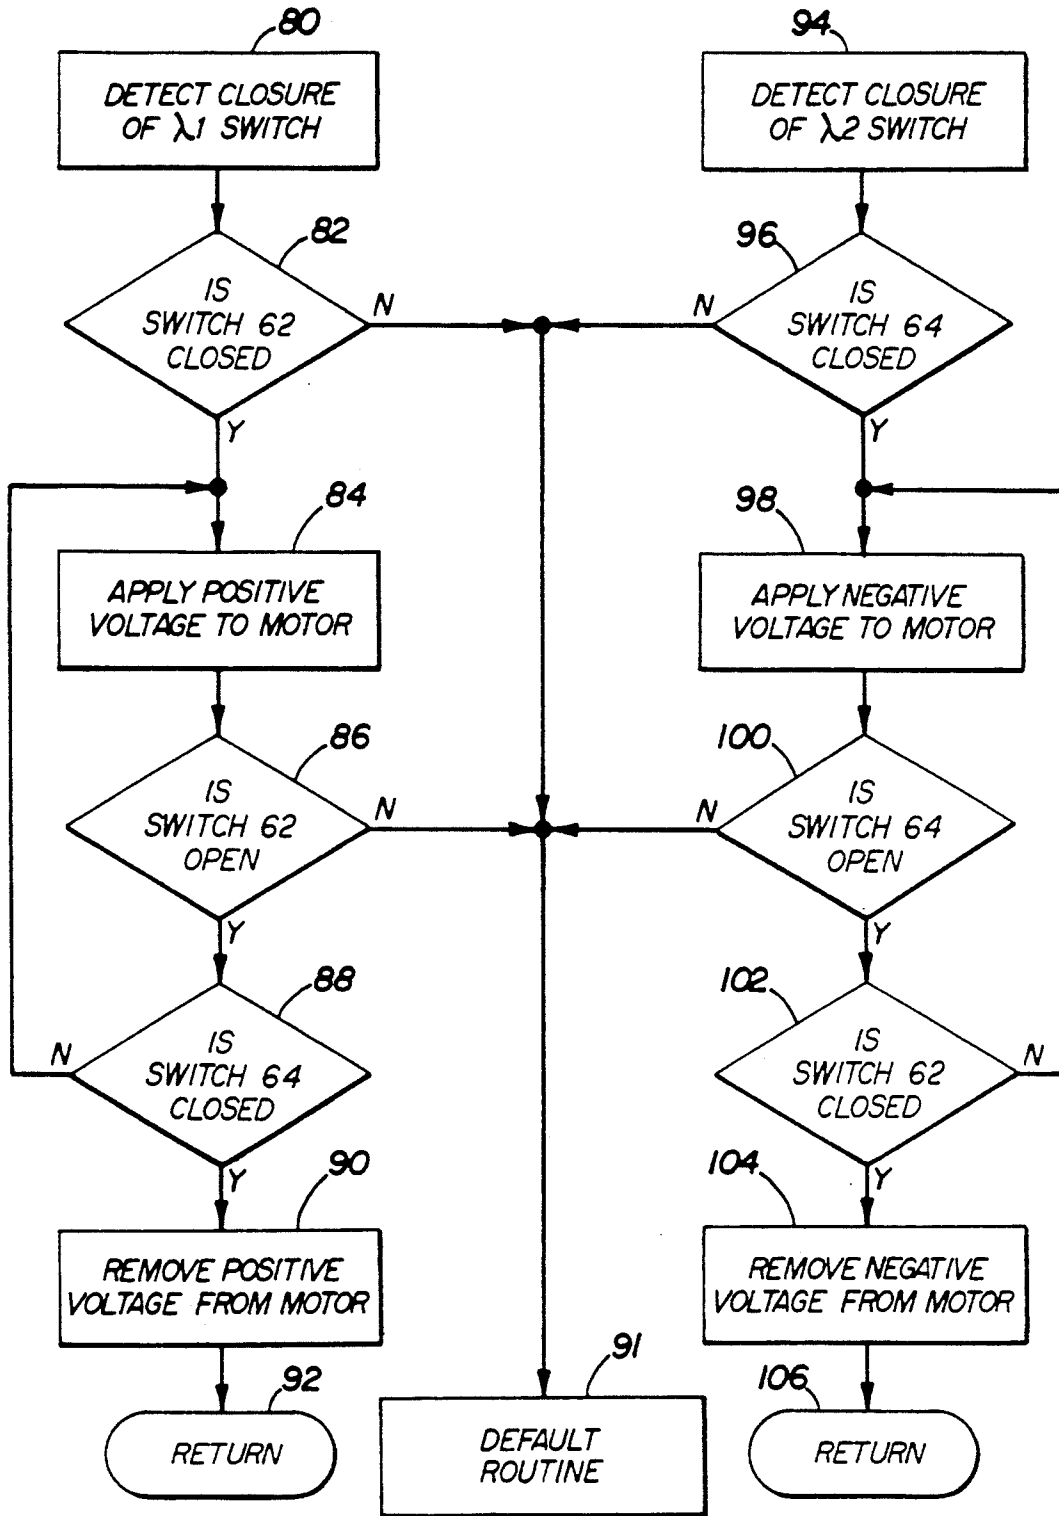 80
DETECT CLOSURE
OF λ1 SWITCH
82
IS
SWITCH 62
CLOSED
N
Y
84
APPLY POSITIVE
VOLTAGE TO MOTOR
86
IS
SWITCH 62
OPEN
N
Y
88
IS
SWITCH 64
CLOSED
N
Y
90
REMOVE POSITIVE
VOLTAGE FROM MOTOR
92
RETURN
91
DEFAULT
ROUTINE
94
DETECT CLOSURE
OF λ2 SWITCH
96
IS
SWITCH 64
CLOSED
N
Y
98
APPLY NEGATIVE
VOLTAGE TO MOTOR
100
IS
SWITCH 64
OPEN
N
Y
102
IS
SWITCH 62
CLOSED
N
Y
104
REMOVE NEGATIVE
VOLTAGE FROM MOTOR
106
RETURN